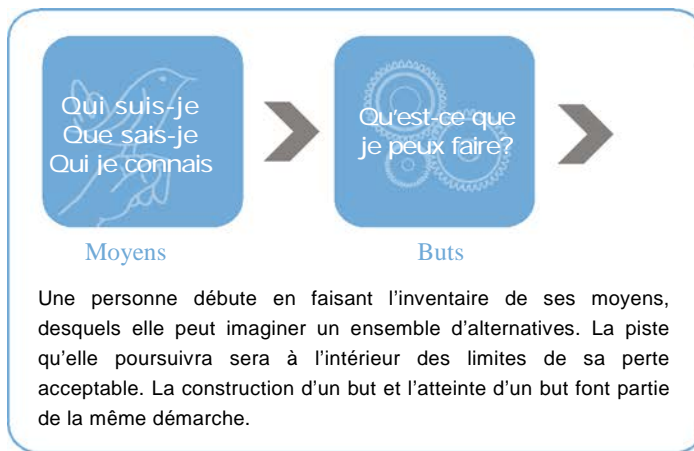 Qui suis-je
Que sais-je
Qui je connais
Qu'est-ce que
je peux faire?
Moyens
Buts
Une personne débute en faisant l'inventaire de ses moyens,
desquels elle peut imaginer un ensemble d'alternatives. La piste
qu'elle poursuivra sera à l'intérieur des limites de sa perte
acceptable. La construction d'un but et l'atteinte d'un but font partie
de la même démarche.